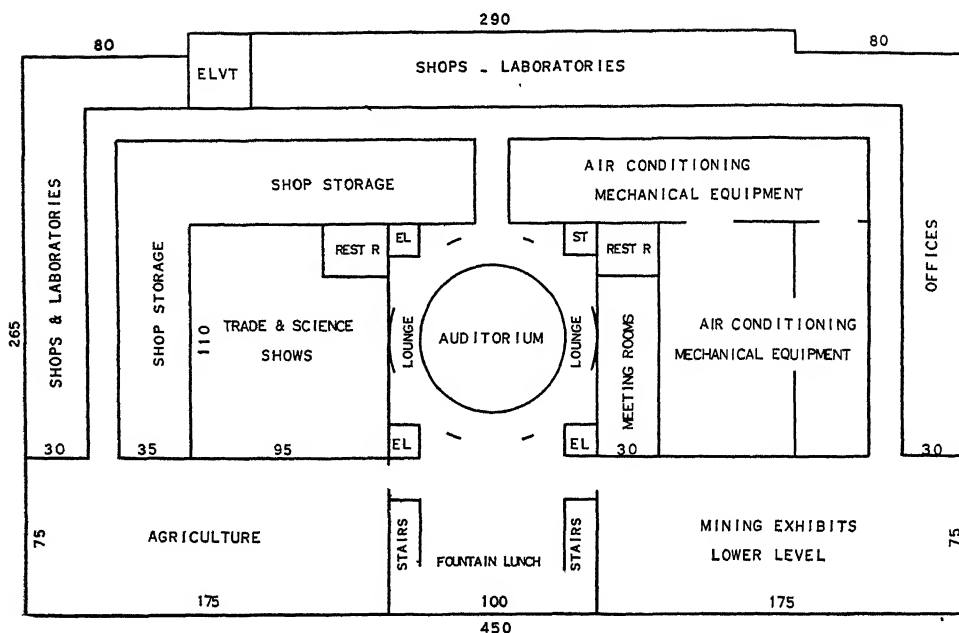 290
80
80
ELVT
SHOPS - LABORATORIES
SHOP STORAGE
AIR CONDITIONING
MECHANICAL EQUIPMENT
SHOPS & LABORATORIES
OFFICES
REST R
EL
ST
REST R
265
SHOP STORAGE
110
TRADE & SCIENCE
SHOWS
LOUNGE
AUDITORIUM
LOUNGE
MEETING ROOMS
AIR CONDITIONING
MECHANICAL EQUIPMENT
30
35
95
EL
EL
30
30
75
AGRICULTURE
STAIRS
FOUNTAIN LUNCH
STAIRS
MINING EXHIBITS
LOWER LEVEL
75
175
100
175
450